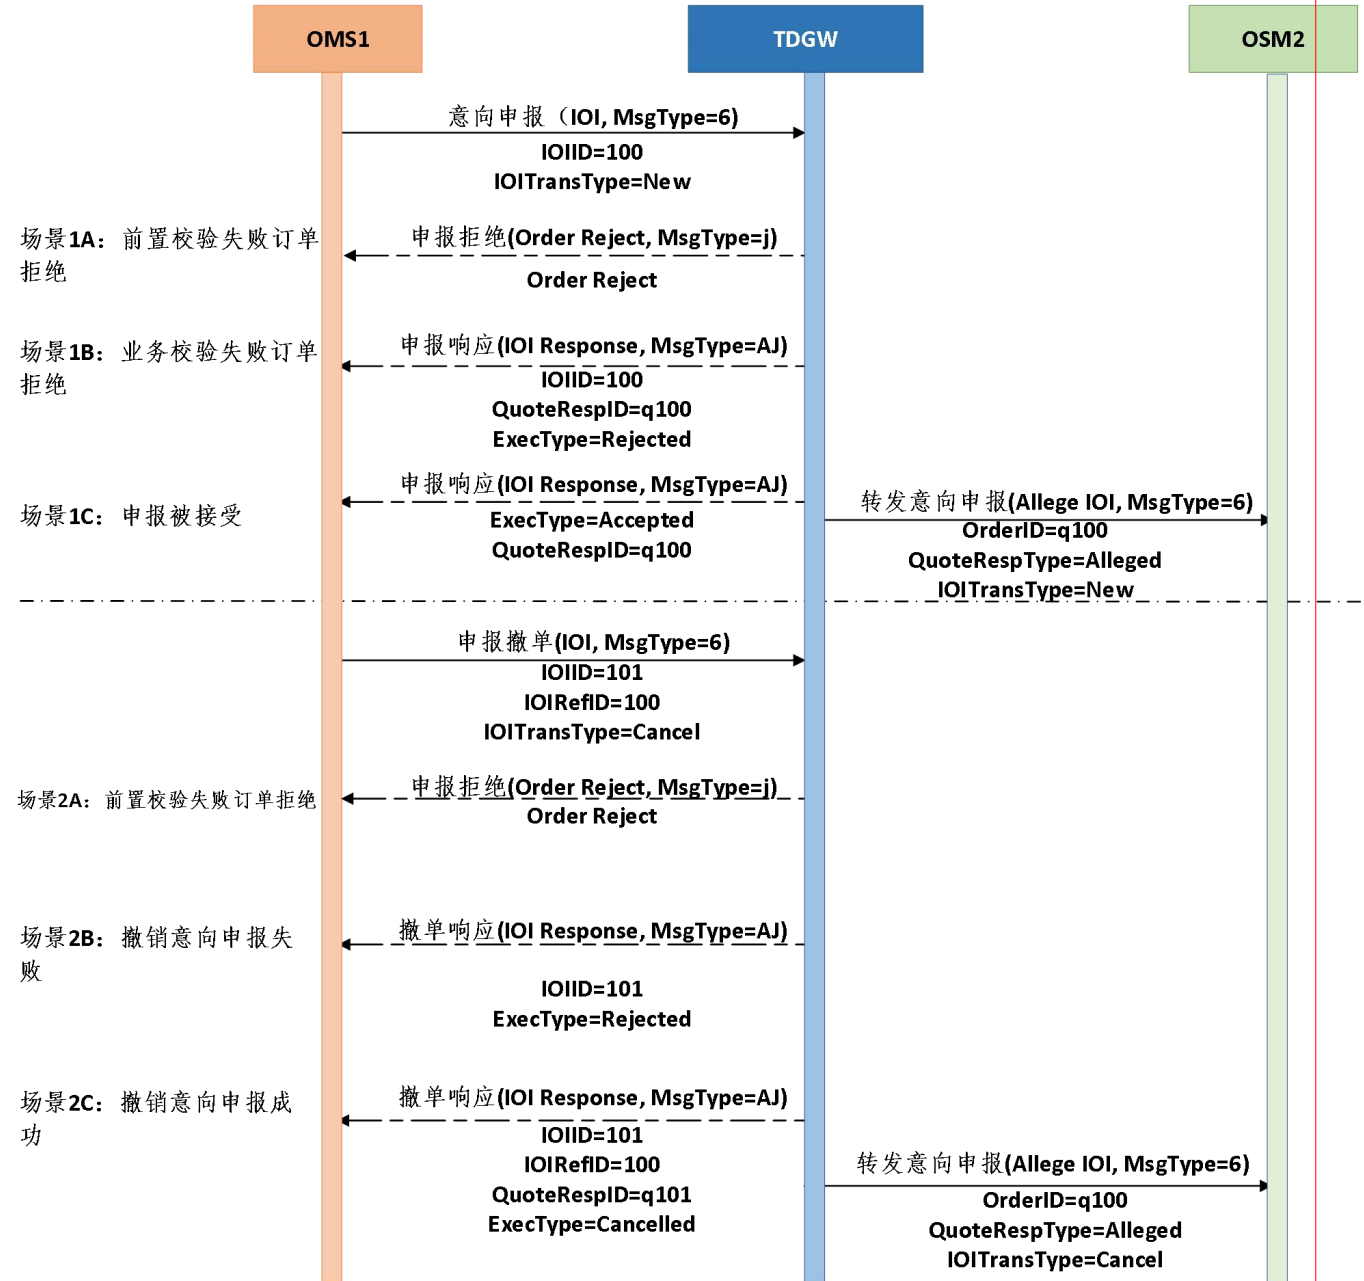 OMS1
TDGW
OSM2
意向申报（IOI, MsgType=6)
IOIID=100
IOITransType=New
场景1A：前置校验失败订单
拒绝
申报拒绝(Order Reject, MsgType=j)
Order Reject
场景1B：业务校验失败订单
拒绝
申报响应(IOI Response, MsgType=AJ)
IOIID=100
QuoteRespID=q100
ExecType=Rejected
场景1C：申报被接受
申报响应(IOI Response, MsgType=AJ)
ExecType=Accepted
QuoteRespID=q100
转发意向申报(Allege IOI, MsgType=6)
OrderID=q100
QuoteRespType=Alleged
IOITransType=New
申报撤单(IOI, MsgType=6)
IOIID=101
IOIRefID=100
IOITransType=Cancel
场景2A：前置校验失败订单拒绝
申报拒绝(Order Reject, MsgType=j)
Order Reject
场景2B：撤销意向申报失
败
撤单响应(IOI Response, MsgType=AJ)
IOIID=101
ExecType=Rejected
场景2C：撤销意向申报成
功
撤单响应(IOI Response, MsgType=AJ)
IOIID=101
IOIRefID=100
QuoteRespID=q101
ExecType=Cancelled
转发意向申报(Allege IOI, MsgType=6)
OrderID=q100
QuoteRespType=Alleged
IOITransType=Cancel